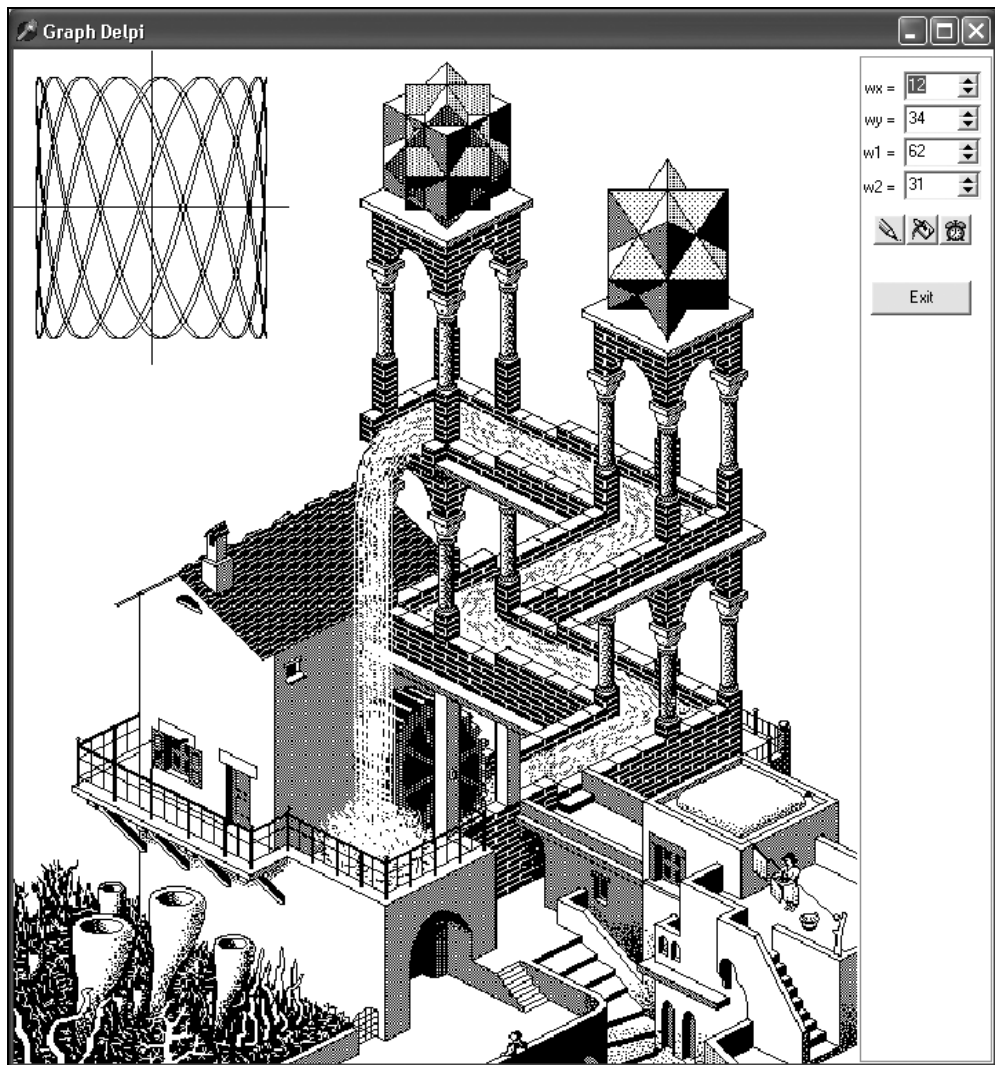 Graph Delpi
wx = 12
wy = 34
w1 = 62
w2 = 31
Exit